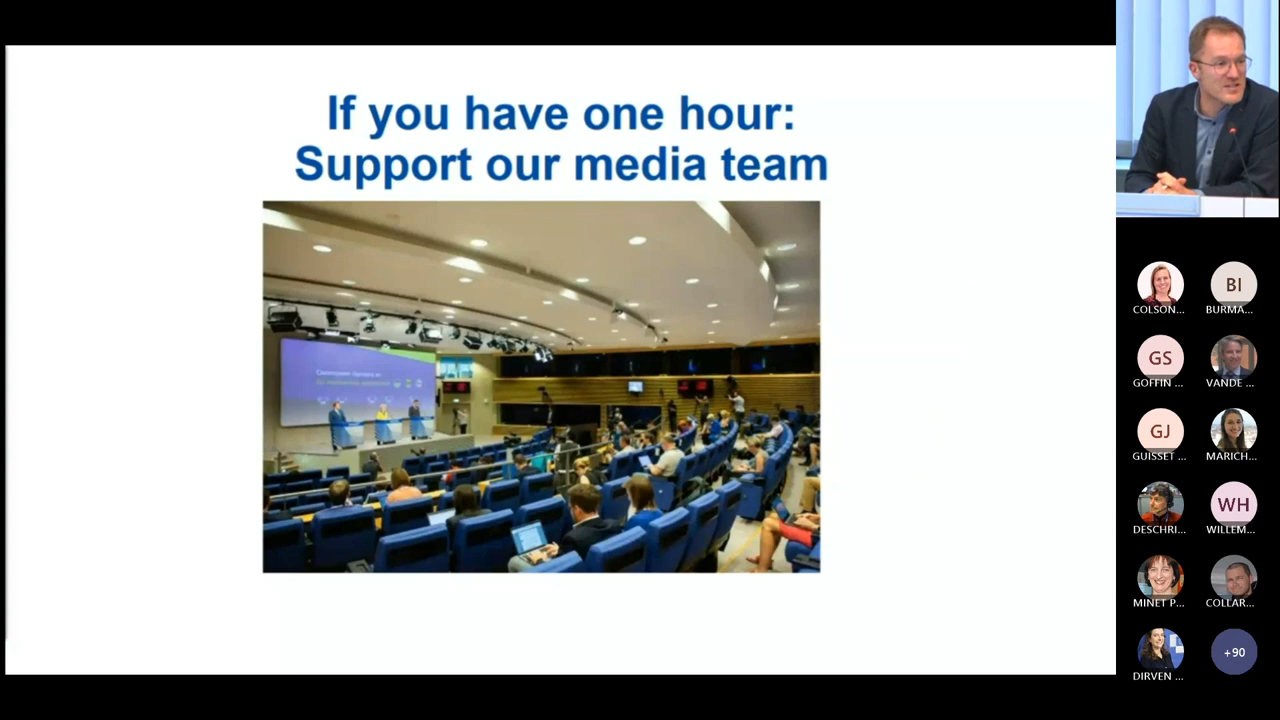 If you have one hour:
Support our media team
COLSON...
BI
BURMA...
GS
GOFFIN ...
VANDE ...
GJ
GUISSET ...
MARICH...
DESCHRI...
WH
WILLEM...
MINET P...
COLLAR...
DIRVEN ...
+90